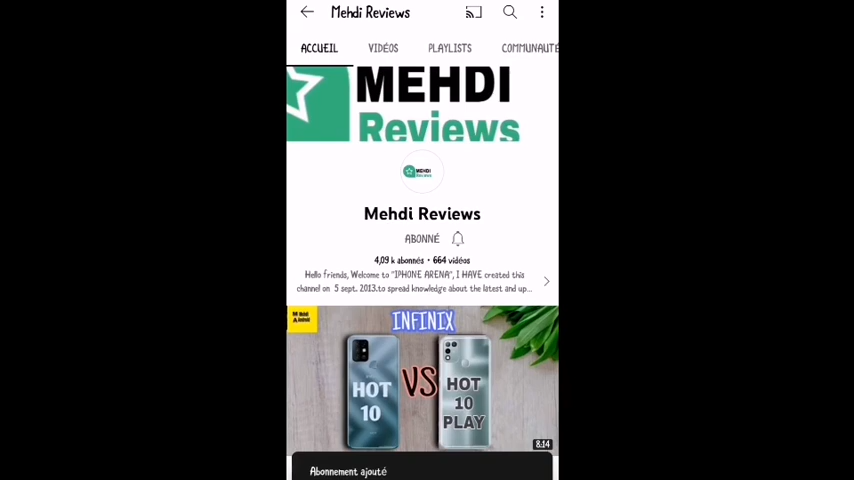 Mehdi Reviews
ACCUEIL VIDÉOS PLAYLISTS COMMUNAUTÉ
MEHDI
Reviews
MEHDI
Reviews
Mehdi Reviews
ABONNÉ
4,09 k abonnés • 664 vidéos
Hello friends, Welcome to "IPHONE ARENA", I HAVE created this
channel on 5 sept. 2013.to spread knowledge about the latest and up...
INFINIX
HOT
10
VS
HOT
10
PLAY
8:14
Abonnement ajouté